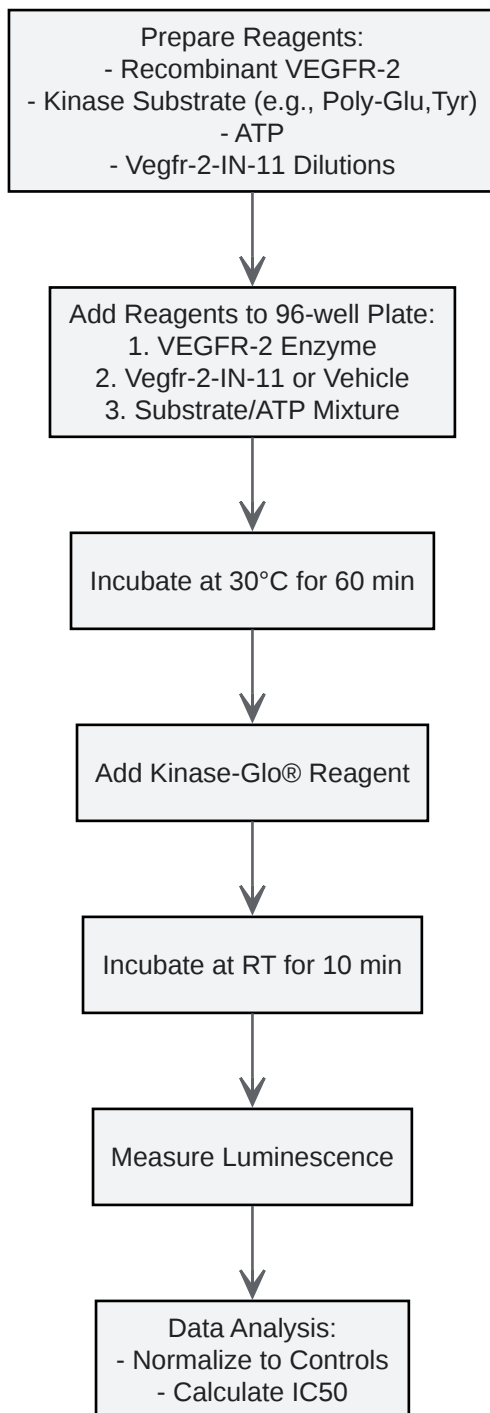 Prepare Reagents:
- Recombinant VEGFR-2
- Kinase Substrate (e.g., Poly-Glu,Tyr)
- ATP
- Vegfr-2-IN-11 Dilutions
Add Reagents to 96-well Plate:
1. VEGFR-2 Enzyme
2. Vegfr-2-IN-11 or Vehicle
3. Substrate/ATP Mixture
Incubate at 30°C for 60 min
Add Kinase-Glo® Reagent
Incubate at RT for 10 min
Measure Luminescence
Data Analysis:
- Normalize to Controls
- Calculate IC50